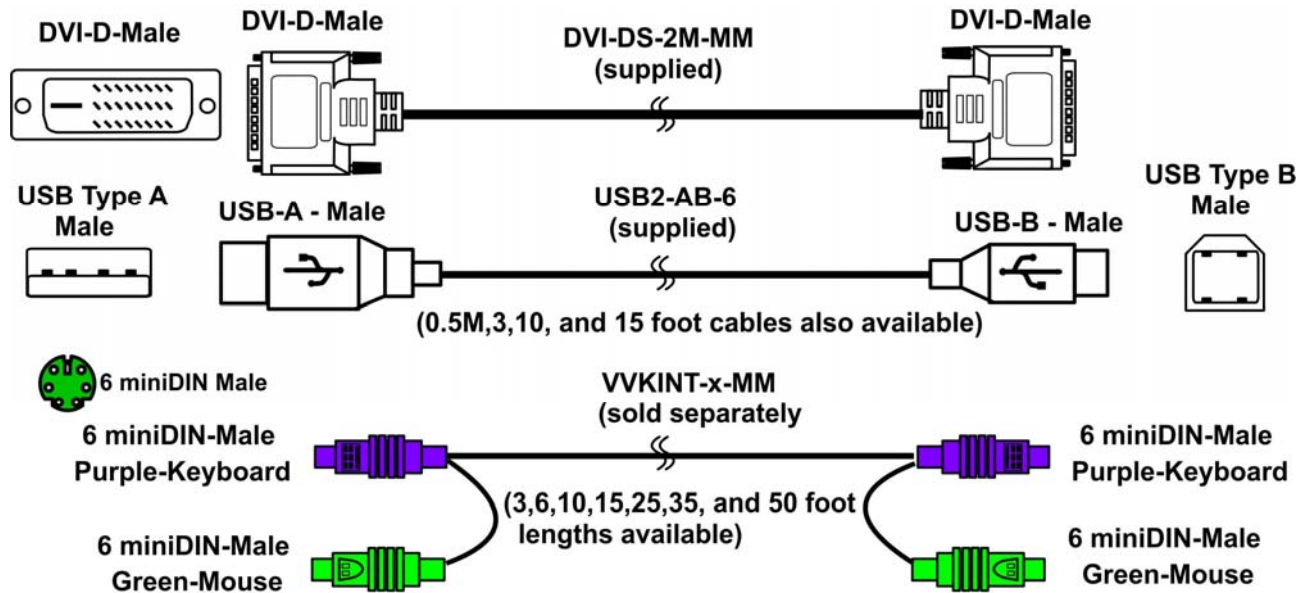 DVI-D-Male
DVI-D-Male
DVI-DS-2M-MM
(supplied)
DVI-D-Male
USB Type A
Male
USB-A - Male
USB2-AB-6
(supplied)
USB-B - Male
USB Type B
Male
(0.5M,3,10, and 15 foot cables also available)
6 miniDIN Male
VVKINT-x-MM
(sold separately
6 miniDIN-Male
Purple-Keyboard
6 miniDIN-Male
Purple-Keyboard
(3,6,10,15,25,35, and 50 foot
lengths available)
6 miniDIN-Male
Green-Mouse
6 miniDIN-Male
Green-Mouse